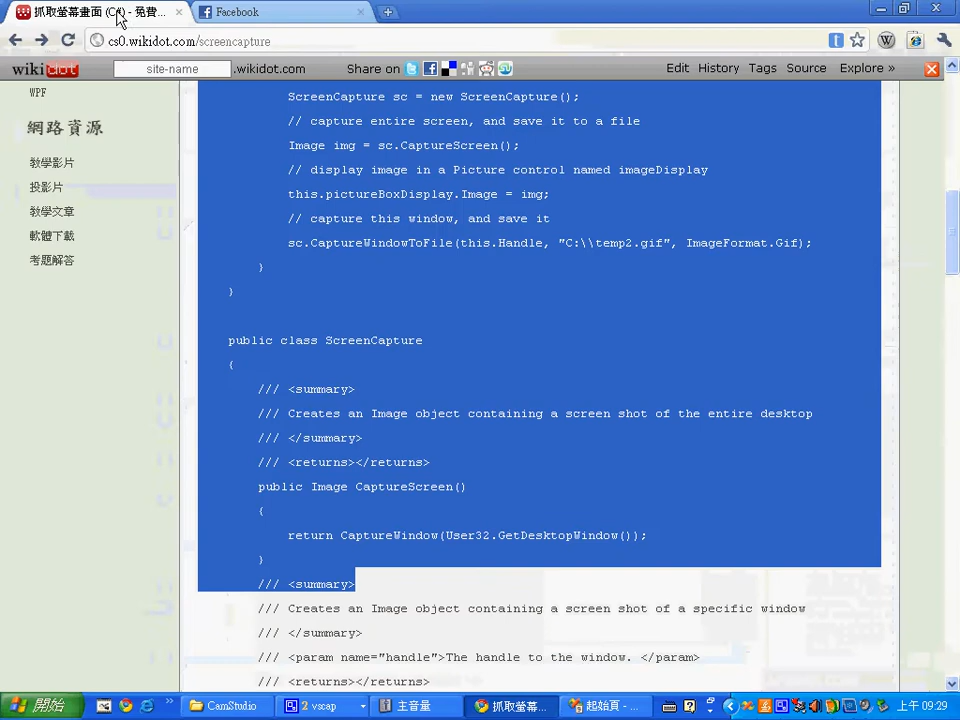 抓取螢幕畫面 (C#) - 免費...
Facebook
cs0.wikidot.com/screencapture
wikidot
site-name .wikidot.com
Share on
Edit History Tags Source Explore »
WPF
網路資源
教學影片
投影片
教學文章
軟體下載
考題解答
ScreenCapture sc = new ScreenCapture();
// capture entire screen, and save it to a file
Image img = sc.CaptureScreen();
// display image in a Picture control named imageDisplay
this.pictureBoxDisplay.Image = img;
// capture this window, and save it
sc.CaptureWindowToFile(this.Handle, "C:\\temp2.gif", ImageFormat.Gif);
}
}
public class ScreenCapture
{
/// <summary>
/// Creates an Image object containing a screen shot of the entire desktop
/// </summary>
/// <returns></returns>
public Image CaptureScreen()
{
return CaptureWindow(User32.GetDesktopWindow());
}
/// <summary>
/// Creates an Image object containing a screen shot of a specific window
/// </summary>
/// <param name="handle">The handle to the window. </param>
/// <returns></returns>
開始
CamStudio
2 vscap
主音量
抓取螢幕...
起始頁 - ...
上午 09:29